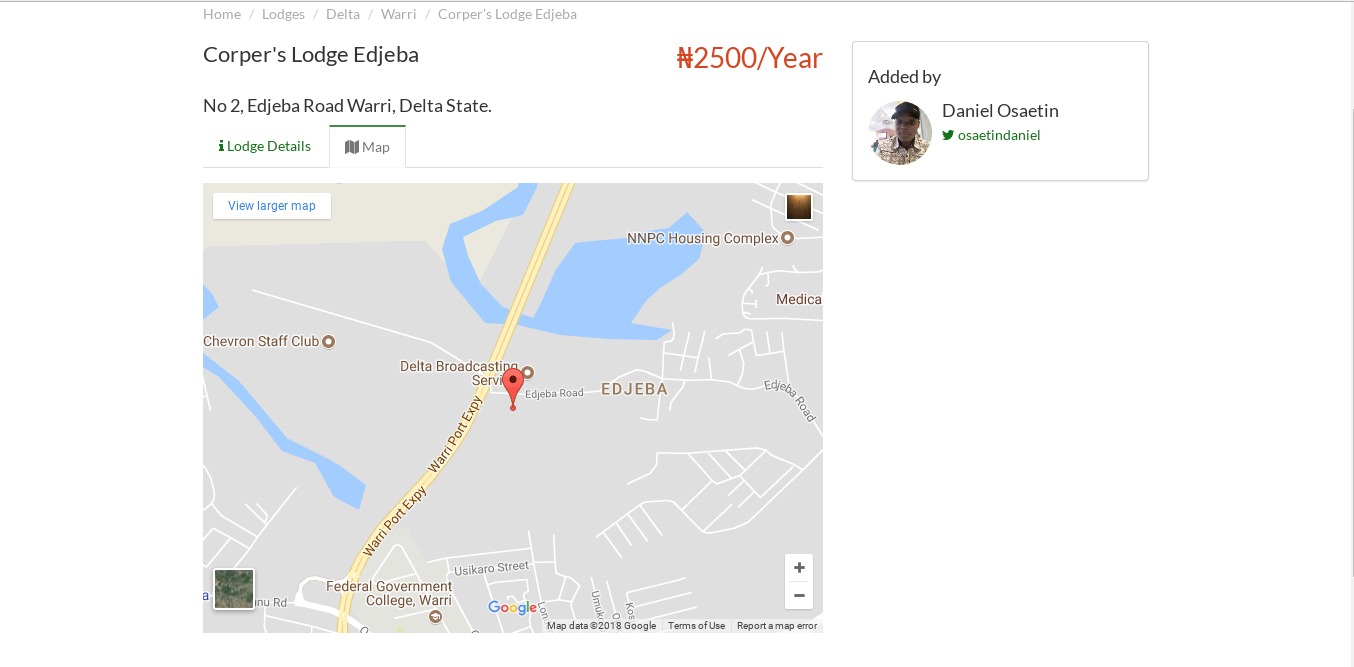 Home / Lodges / Delta / Warri / Corper's Lodge Edjeba
Corper's Lodge Edjeba
₦2500/Year
No 2, Edjeba Road Warri, Delta State.
Lodge Details
Map
Added by
Daniel Osaetin
osaetindaniel
View larger map
NNPC Housing Complex
Medica
Chevron Staff Club
Delta Broadcasting
Servi
Edjeba Road
EDJEBA
Edjeba Road
Warri Port Expy
Warri Port Expy
Usikaro Street
Federal Government
College, Warri
Google
Map data ©2018 Google
Terms of Use
Report a map error